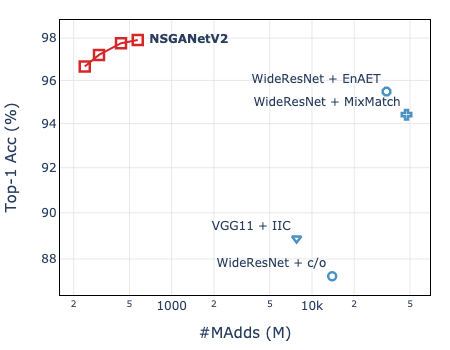 98
NSGANetV2
96
WideResNet + EnAET
WideResNet + MixMatch
94
92
90
VGG11 + IIC
88
WideResNet + c/o
Top-1 Acc (%)
2 5 1000 2 5 10k 2 5
#MAdds (M)